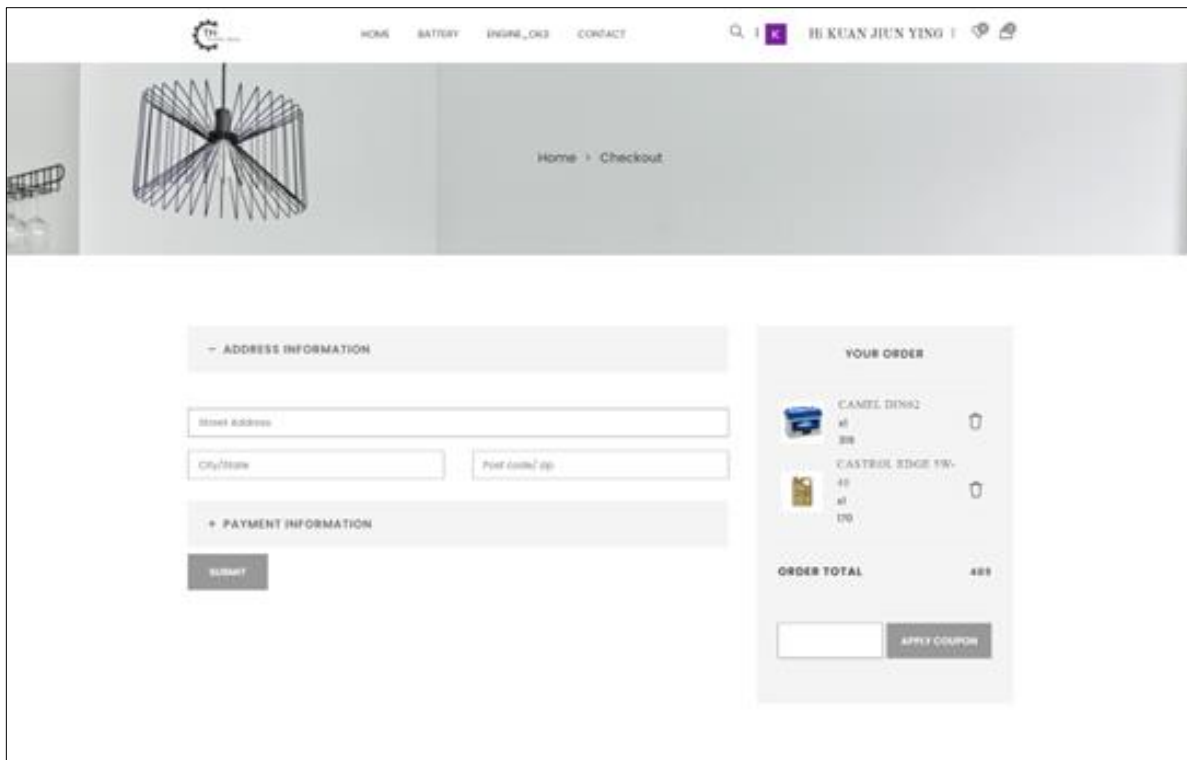 TH
HOME BATTERY CONTACT
K
Hi KUAN JIUN YING
Home > Checkout
− ADDRESS INFORMATION
Street Address
City/State
Post code/ zip
+ PAYMENT INFORMATION
SUBMIT
YOUR ORDER
CAMEL DIN62
x1
CASTROL EDGE 5W-
40
x1
170
ORDER TOTAL
APPLY COUPON